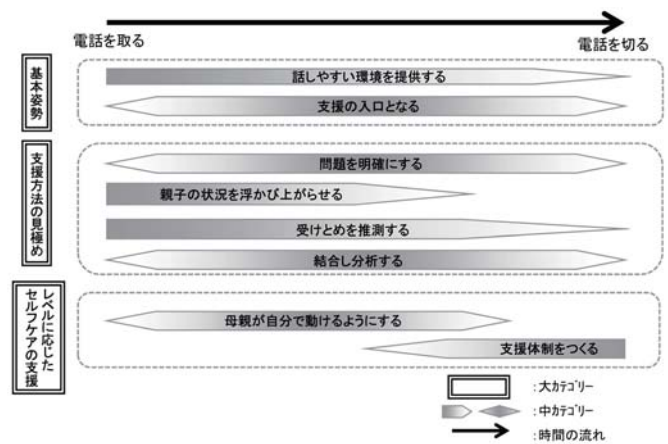 電話を取る
電話を切る
基本姿勢
話しやすい環境を提供する
支援の入口となる
支援方法の見極め
問題を明確にする
親子の状況を浮かび上がらせる
受けとめを推測する
結合し分析する
レベルに応じた
セルフケアの支援
母親が自分で動けるようにする
支援体制をつくる
：大カテゴリー
：中カテゴリー
：時間の流れ